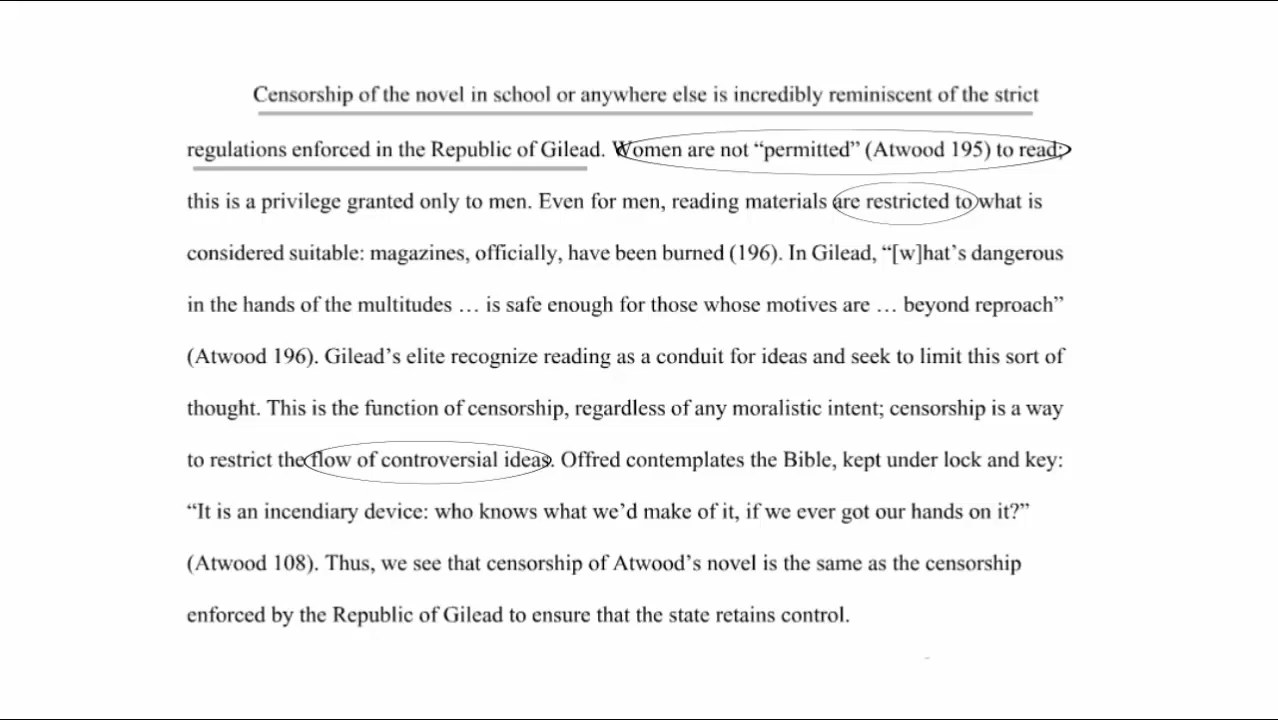 Censorship of the novel in school or anywhere else is incredibly reminiscent of the strict
regulations enforced in the Republic of Gilead. Women are not “permitted” (Atwood 195) to read;
this is a privilege granted only to men. Even for men, reading materials are restricted to what is
considered suitable: magazines, officially, have been burned (196). In Gilead, “[w]hat’s dangerous
in the hands of the multitudes … is safe enough for those whose motives are … beyond reproach”
(Atwood 196). Gilead’s elite recognize reading as a conduit for ideas and seek to limit this sort of
thought. This is the function of censorship, regardless of any moralistic intent; censorship is a way
to restrict the flow of controversial ideas. Offred contemplates the Bible, kept under lock and key:
“It is an incendiary device: who knows what we’d make of it, if we ever got our hands on it?”
(Atwood 108). Thus, we see that censorship of Atwood’s novel is the same as the censorship
enforced by the Republic of Gilead to ensure that the state retains control.